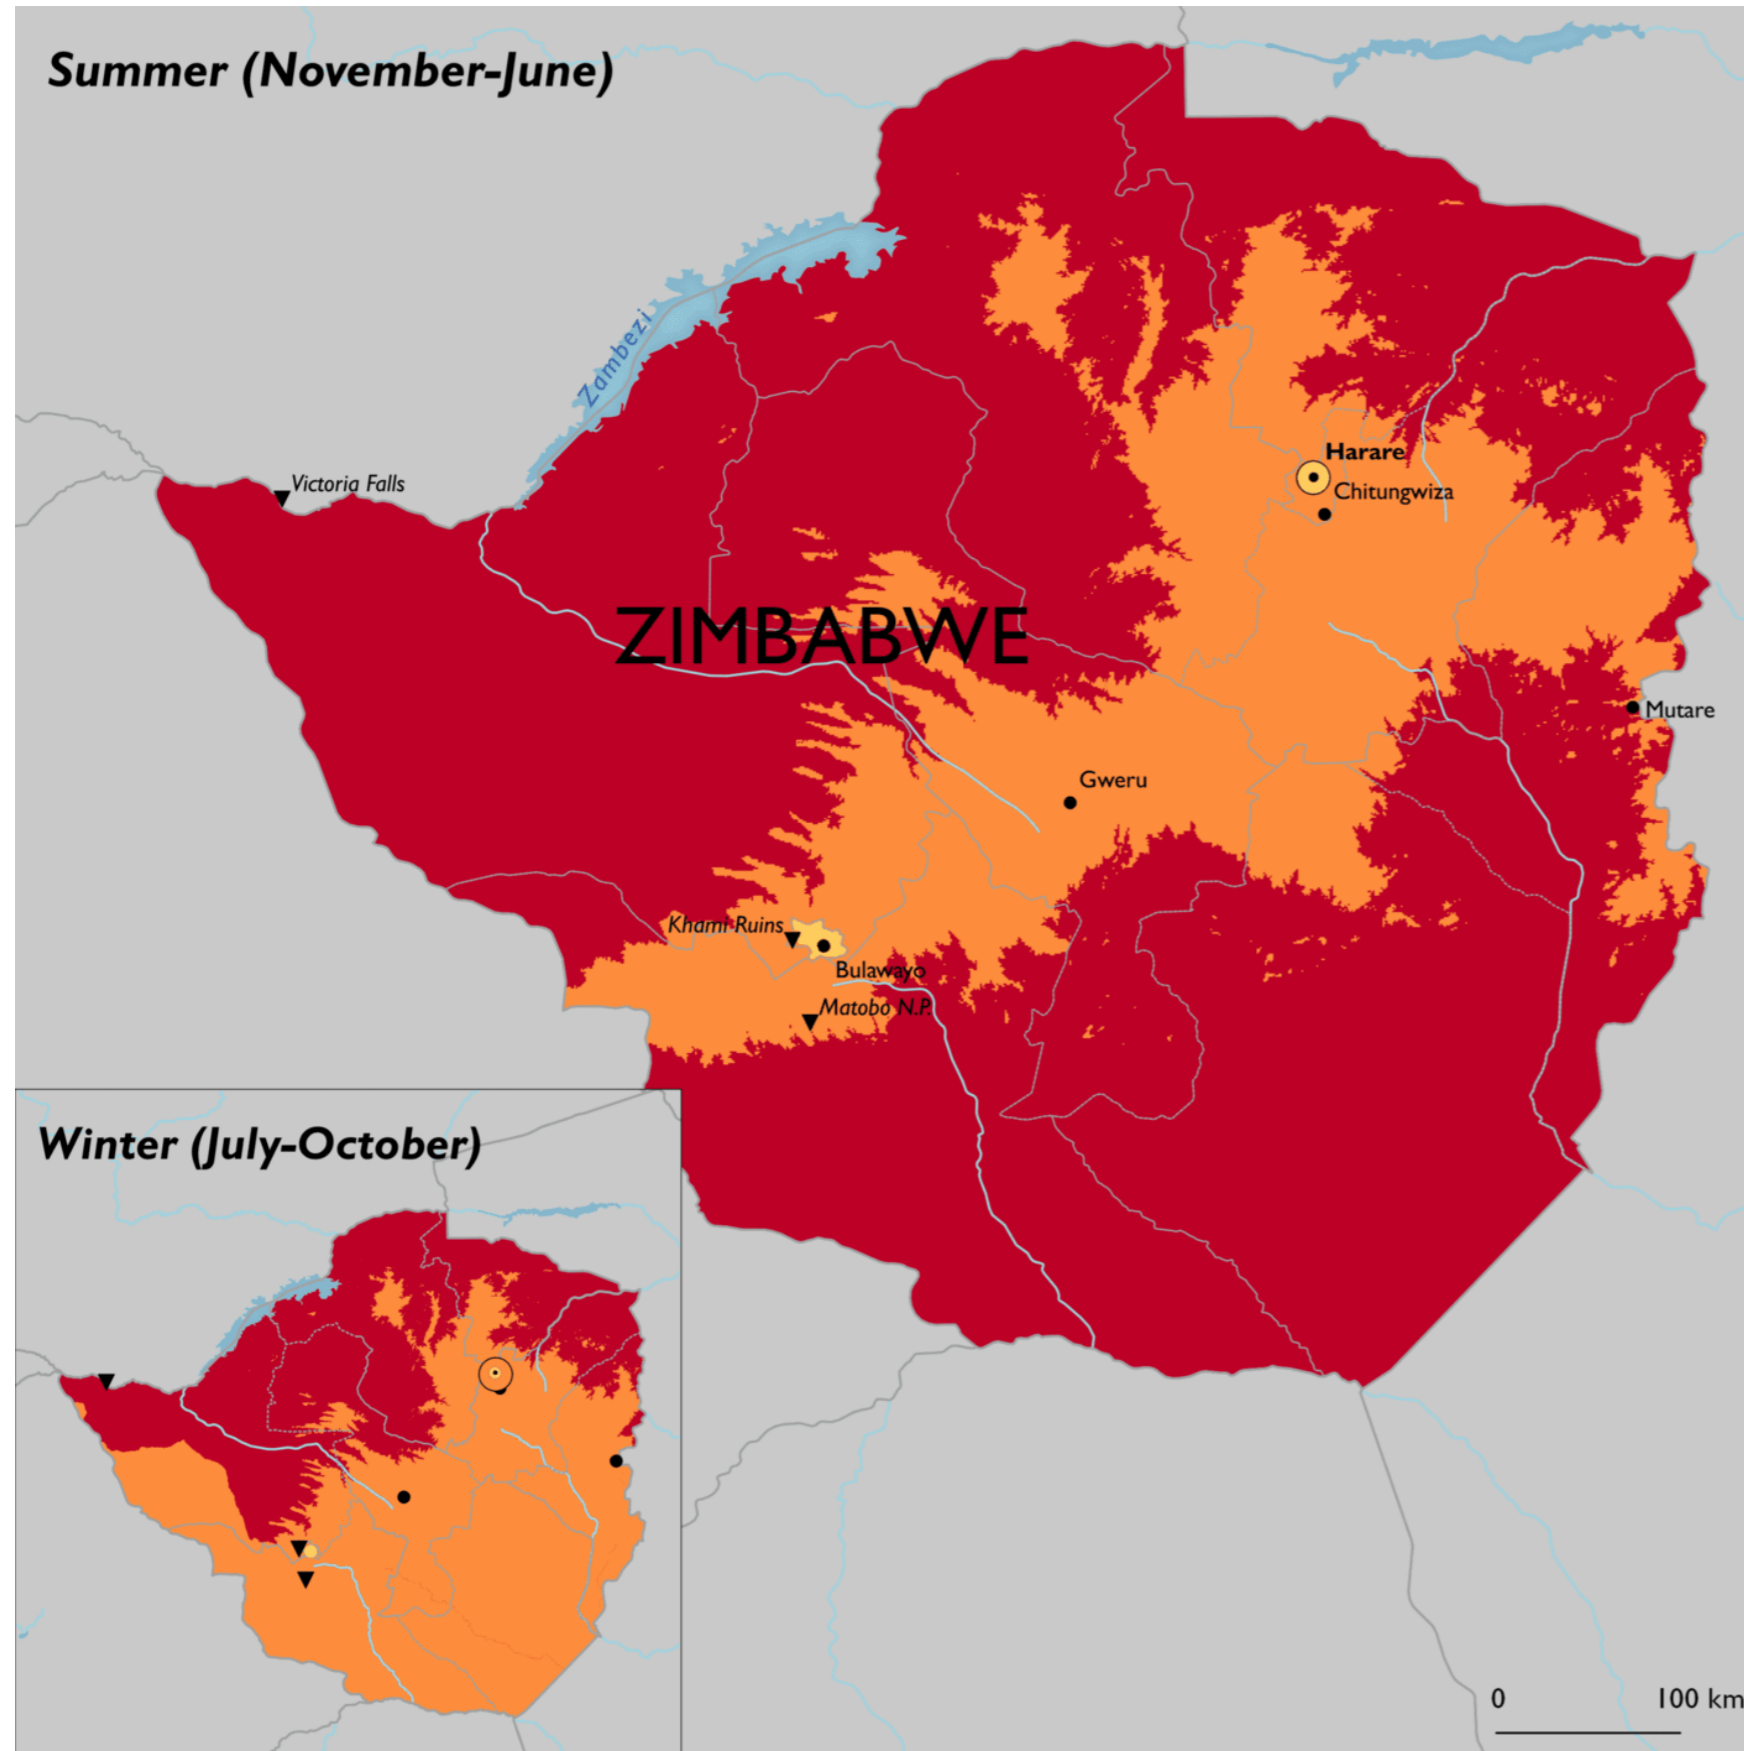 Summer (November-June)
Zambezi
Victoria Falls
Harare
Chitungwiza
ZIMBABWE
Mutare
Gweru
Khami Ruins
Bulawayo
Matobo N.P.
Winter (July-October)
0 100 km